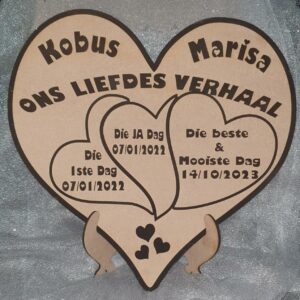 Kobus Marisa
ONS LIEFDES VERHAAL
Die
1ste Dag
07/01/2022
Die JA Dag
07/01/2022
Die beste
&
Mooiste Dag
14/10/2023